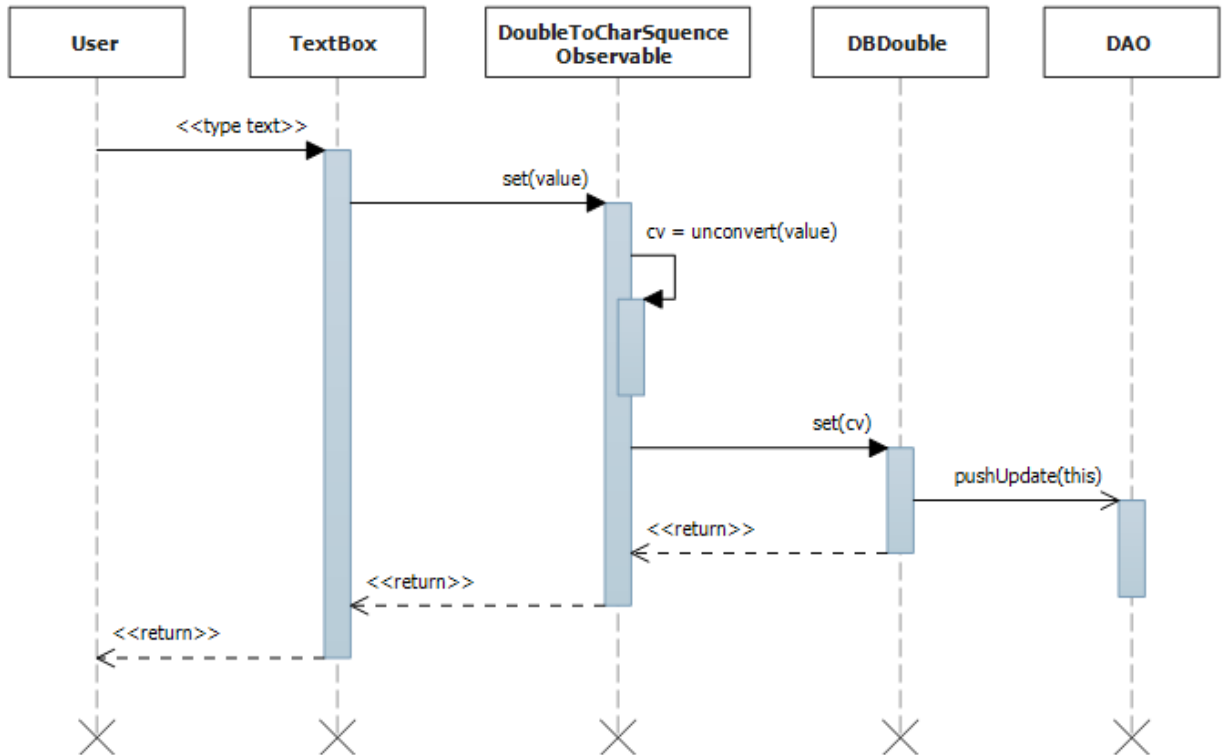 User
TextBox
DoubleToCharSquence
Observable
DBDouble
DAO
<<type text>>
set(value)
cv = unconvert(value)
set(cv)
pushUpdate(this)
<<return>>
<<return>>
<<return>>